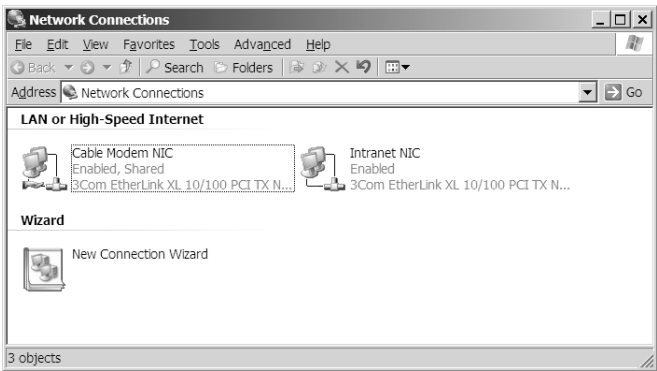 Network Connections
File Edit View Favorites Tools Advanced Help
Back Search Folders
Address Network Connections Go
LAN or High-Speed Internet
Cable Modem NIC
Enabled, Shared
3Com EtherLink XL 10/100 PCI TX N...
Intranet NIC
Enabled
3Com EtherLink XL 10/100 PCI TX N...
Wizard
New Connection Wizard
3 objects